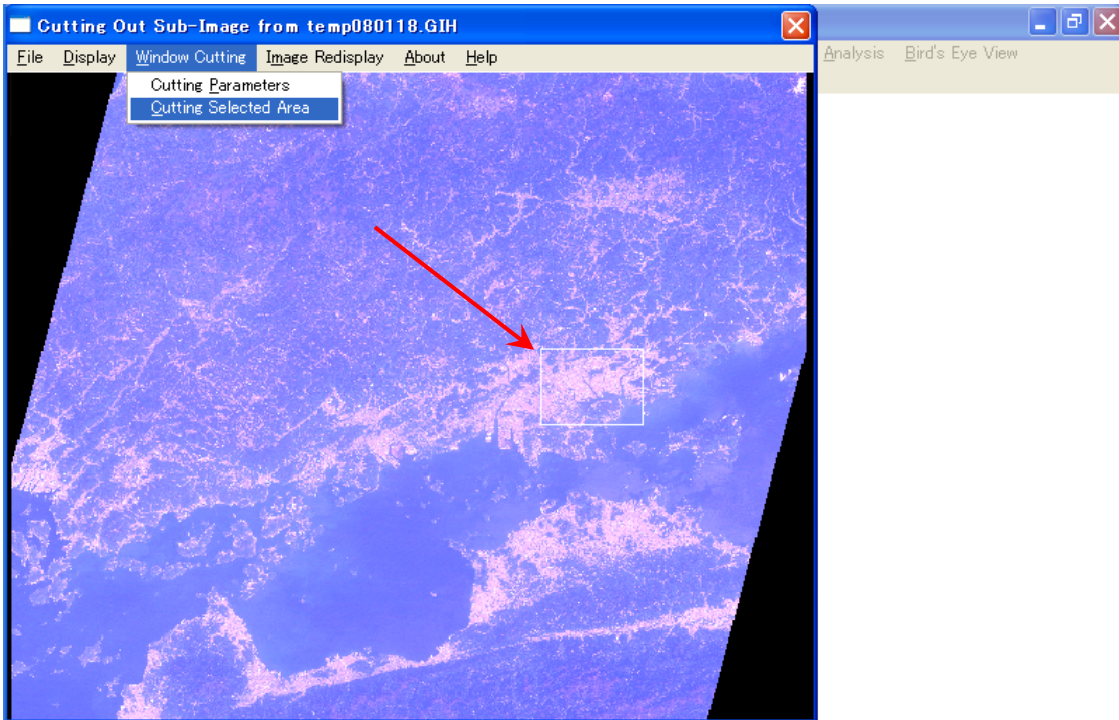 Cutting Out Sub-Image from temp080118.GIH
File Display Window Cutting Image Redisplay About Help
Analysis Bird's Eye View
Cutting Parameters
Cutting Selected Area